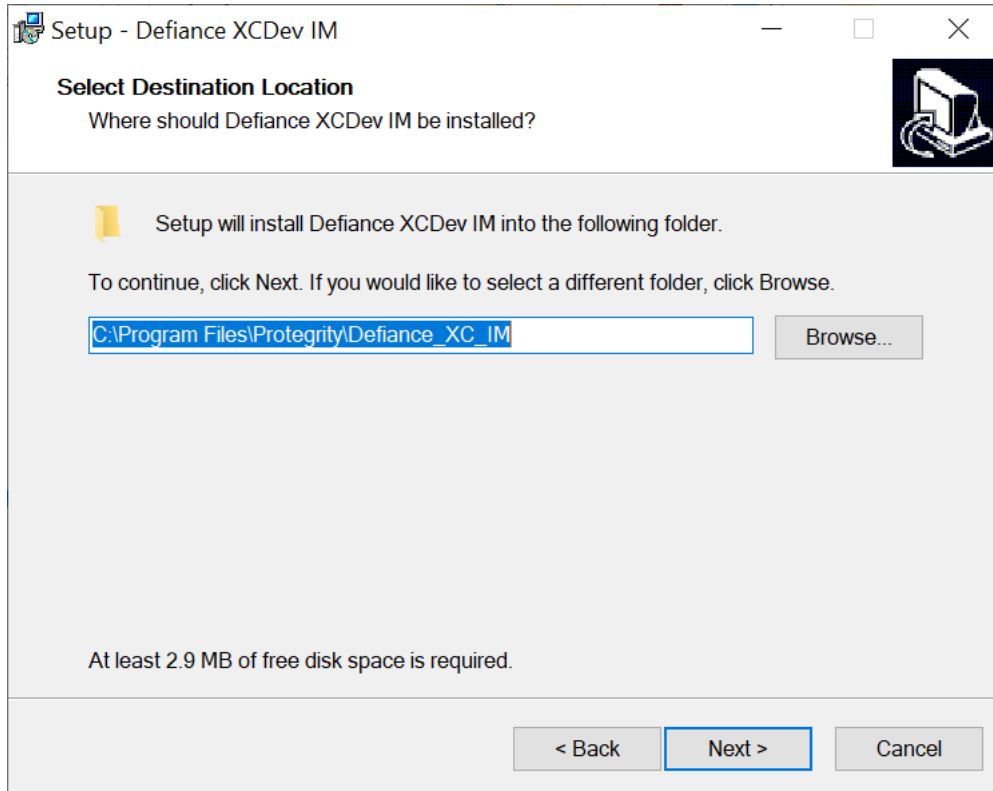 Setup - Defiance XCDev IM
Select Destination Location
Where should Defiance XCDev IM be installed?
Setup will install Defiance XCDev IM into the following folder.
To continue, click Next. If you would like to select a different folder, click Browse.
C:\Program Files\Protegrity\Defiance_XC_IM
Browse...
At least 2.9 MB of free disk space is required.
< Back
Next >
Cancel